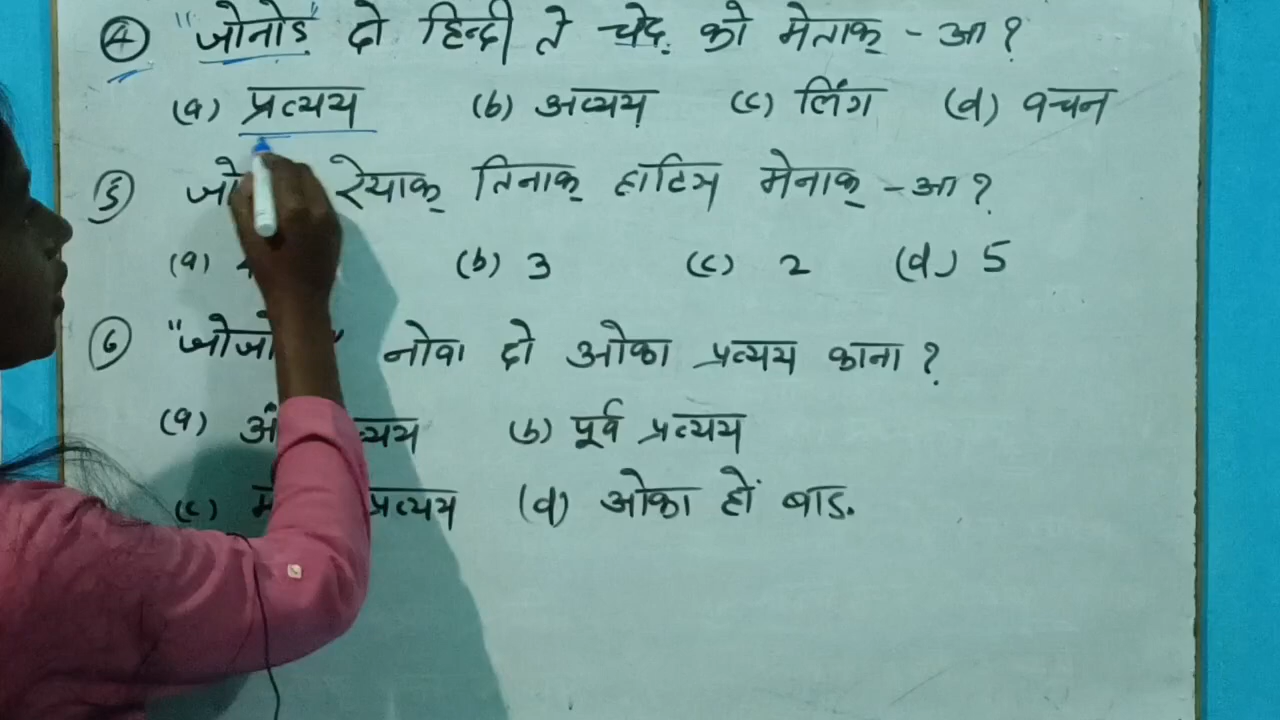 ④ "जोनोड़" दो हिन्दी ते चेद् को मेताक् - आ ?
(a) प्रत्यय (b) अव्यय (c) लिंग (d) वचन
⑤ रेयाक् तिनाक् हाटिञ मेनाक् - आ ?
(a) (b) 3 (c) 2 (d) 5
⑥ नोवा दो ओका प्रत्यय काना ?
(a) (b) पूर्व प्रत्यय
(c) प्रत्यय (d) ओका हों बाङ.